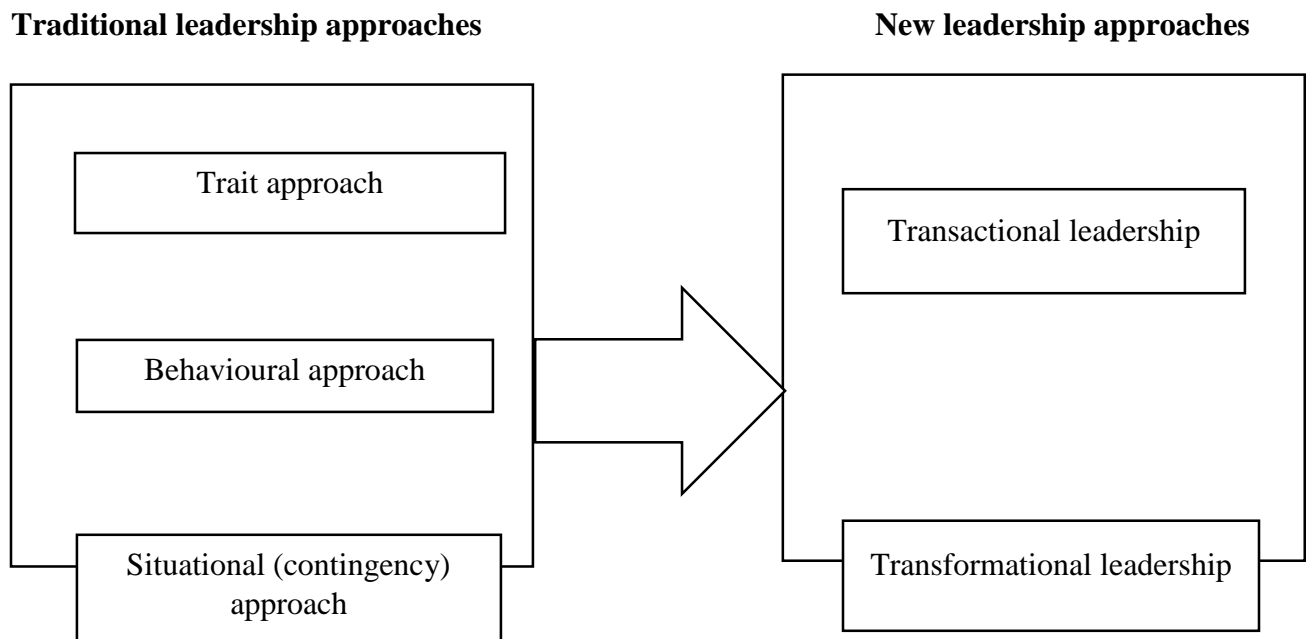 Traditional leadership approaches
New leadership approaches
Trait approach
Behavioural approach
Situational (contingency)
approach
Transactional leadership
Transformational leadership